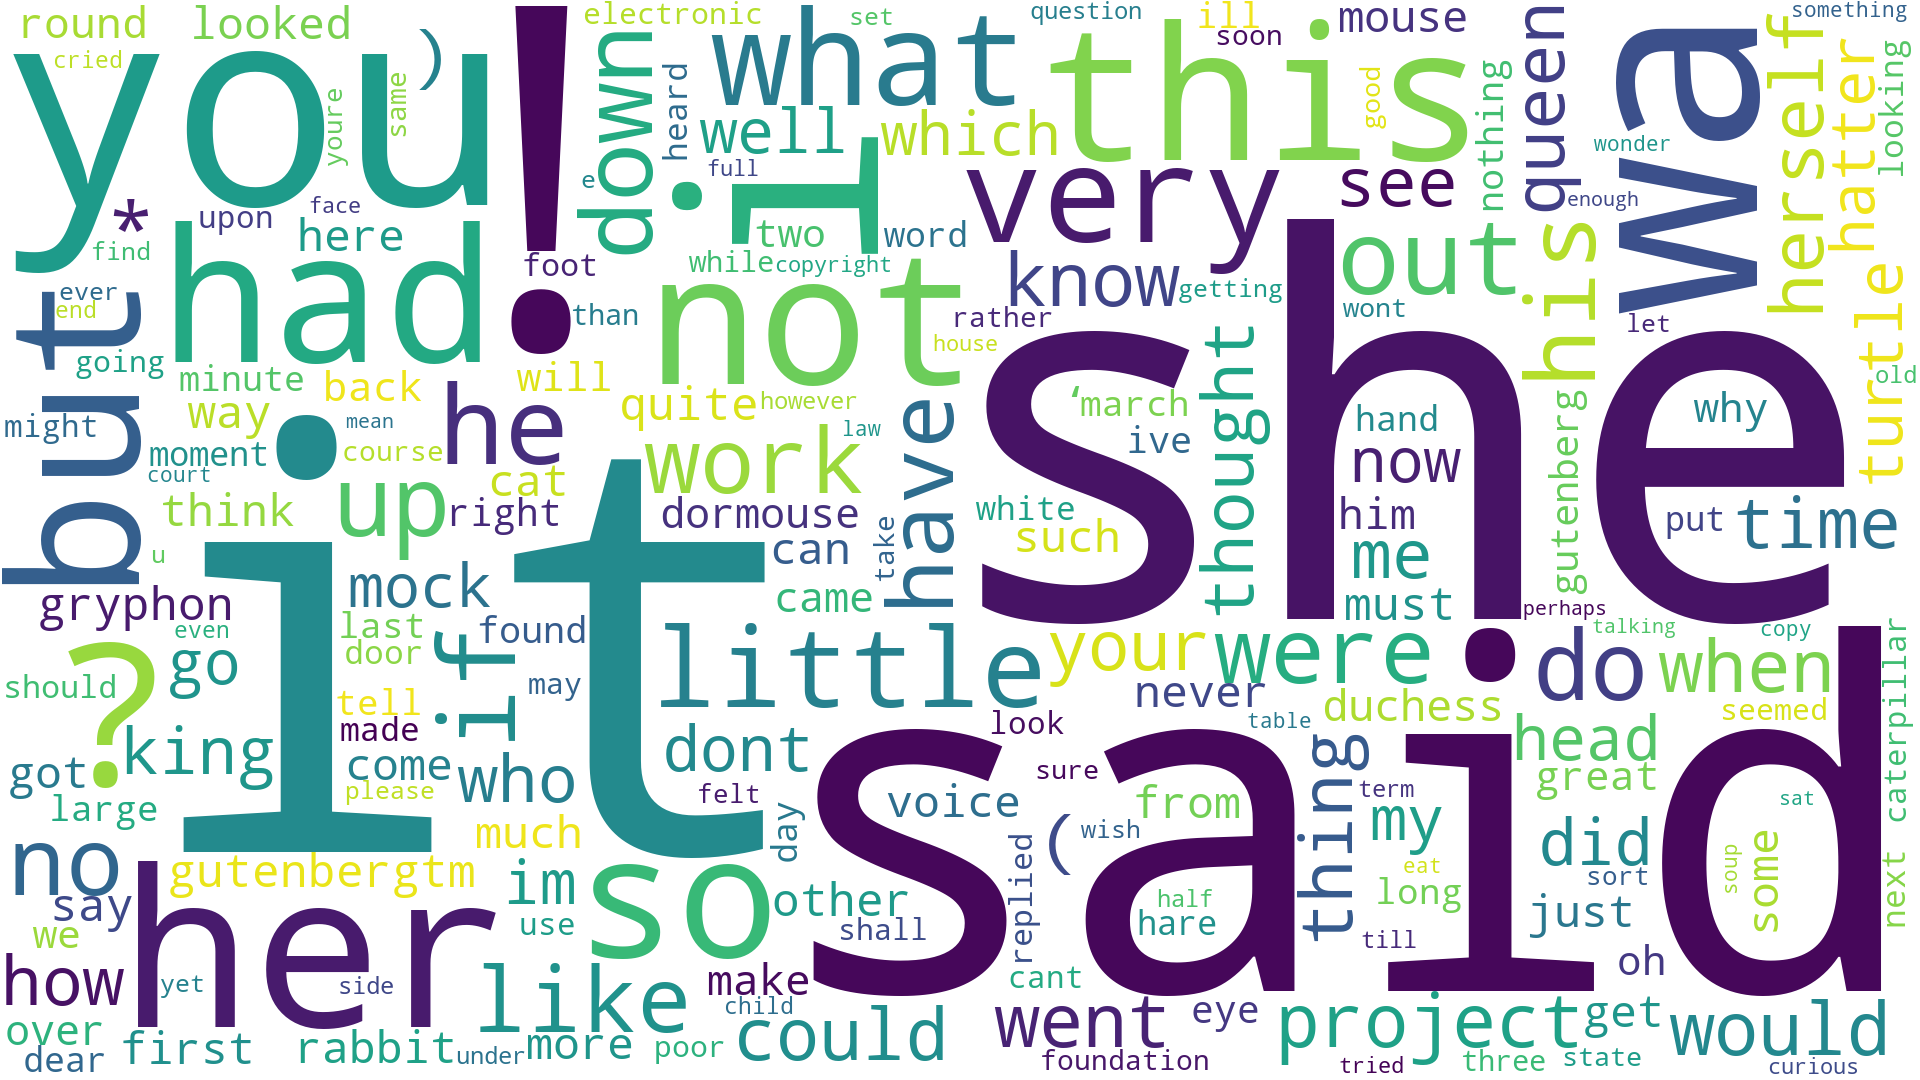 round looked ) electronic set question ill soon mouse something
cried you ! down what this queen wa herself hatter looking
youre same heard well which good nothing wonder
* upon face here e full i two word very see his enough
find foot while copyright know getting out turtle
ever end but had than not rather wont let
going minute back will house thought old
might way he quite however ‘ march she hand why
moment : mean course law work have ive now gutenberg
court cat white him put time
think up right dormouse such me
u it mock can take came must perhaps
gryphon last found little your were . do when talking copy caterpillar
even door if may never duchess seemed
should ? go tell dont look table head
king made come who felt sure thing great
got please voice from term my sat
large much day said ( wish did
no gutenbergtm im so other replied half eat long sort some soup next
say use shall hare just
we till
how her yet side like make cant oh
over first rabbit under more poor child could went eye project get would
dear foundation tried three state curious